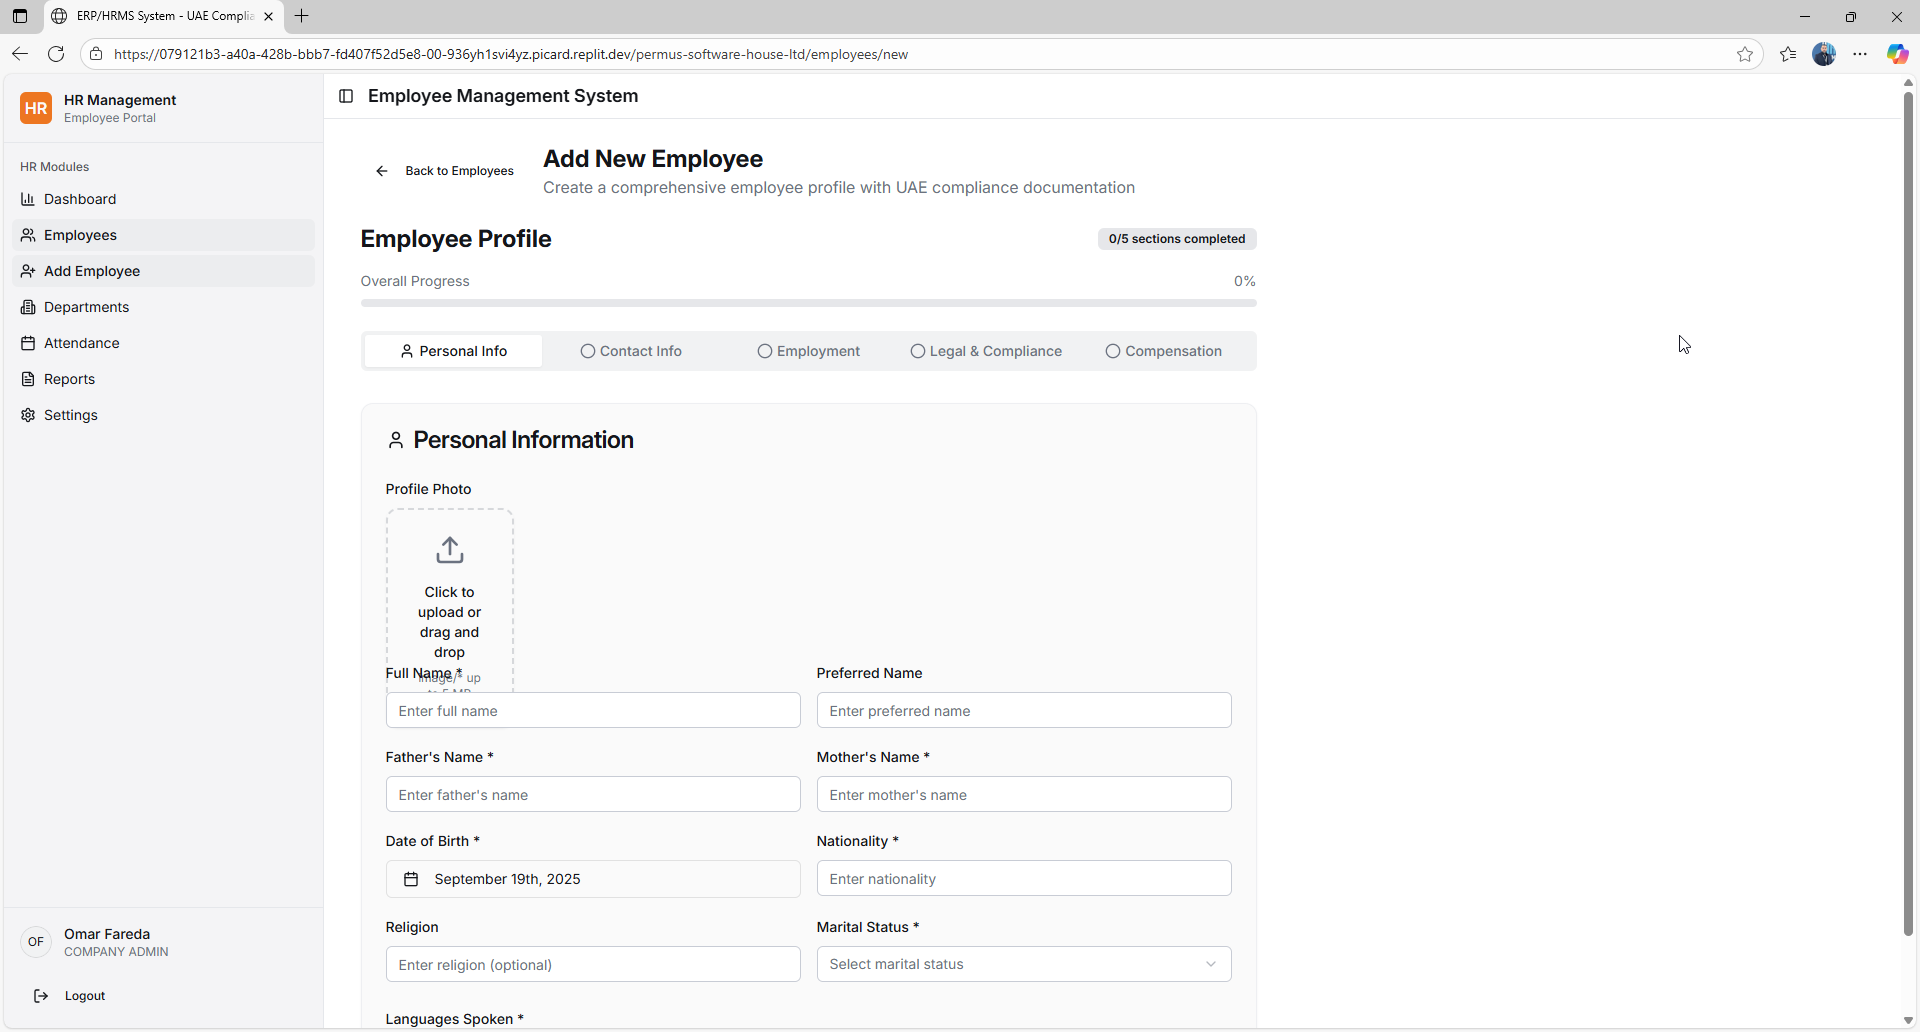 ERP/HRMS System - UAE Complia
https://079121b3-a40a-428b-bbb7-fd407f52d5e8-00-936yh1svi4yz.picard.replit.dev/permus-software-house-ltd/employees/new
HR
HR Management
Employee Portal
HR Modules
Dashboard
Employees
Add Employee
Departments
Attendance
Reports
Settings
OF
Omar Fareda
COMPANY ADMIN
Logout
Employee Management System
Back to Employees
Add New Employee
Create a comprehensive employee profile with UAE compliance documentation
Employee Profile
0/5 sections completed
Overall Progress
0%
Personal Info
Contact Info
Employment
Legal & Compliance
Compensation
Personal Information
Profile Photo
Click to
upload or
drag and
drop
image/* up
to 5 MB
Full Name *
Enter full name
Preferred Name
Enter preferred name
Father's Name *
Enter father's name
Mother's Name *
Enter mother's name
Date of Birth *
September 19th, 2025
Nationality *
Enter nationality
Religion
Enter religion (optional)
Marital Status *
Select marital status
Languages Spoken *